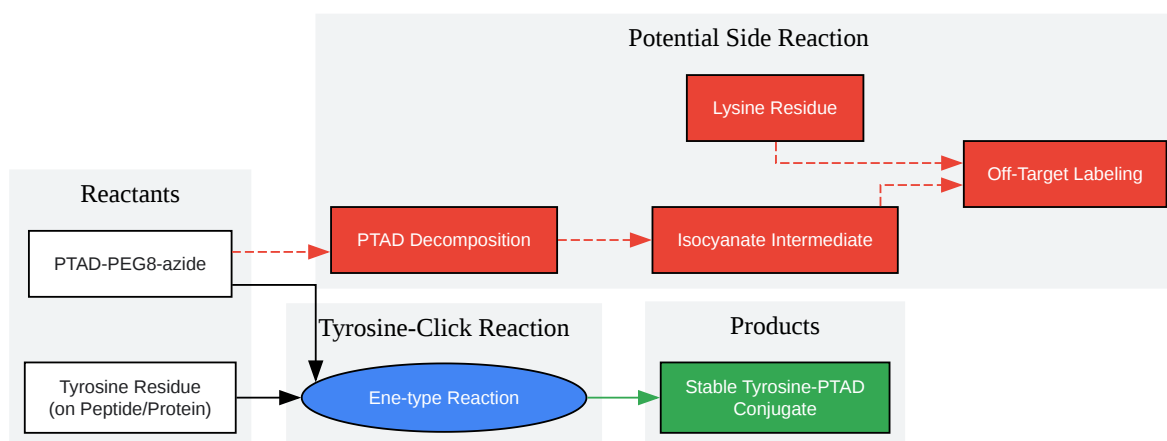 Potential Side Reaction
Lysine Residue
Off-Target Labeling
Reactants
PTAD-PEG8-azide
PTAD Decomposition
Isocyanate Intermediate
Tyrosine-Click Reaction
Products
Tyrosine Residue
(on Peptide/Protein)
Ene-type Reaction
Stable Tyrosine-PTAD
Conjugate